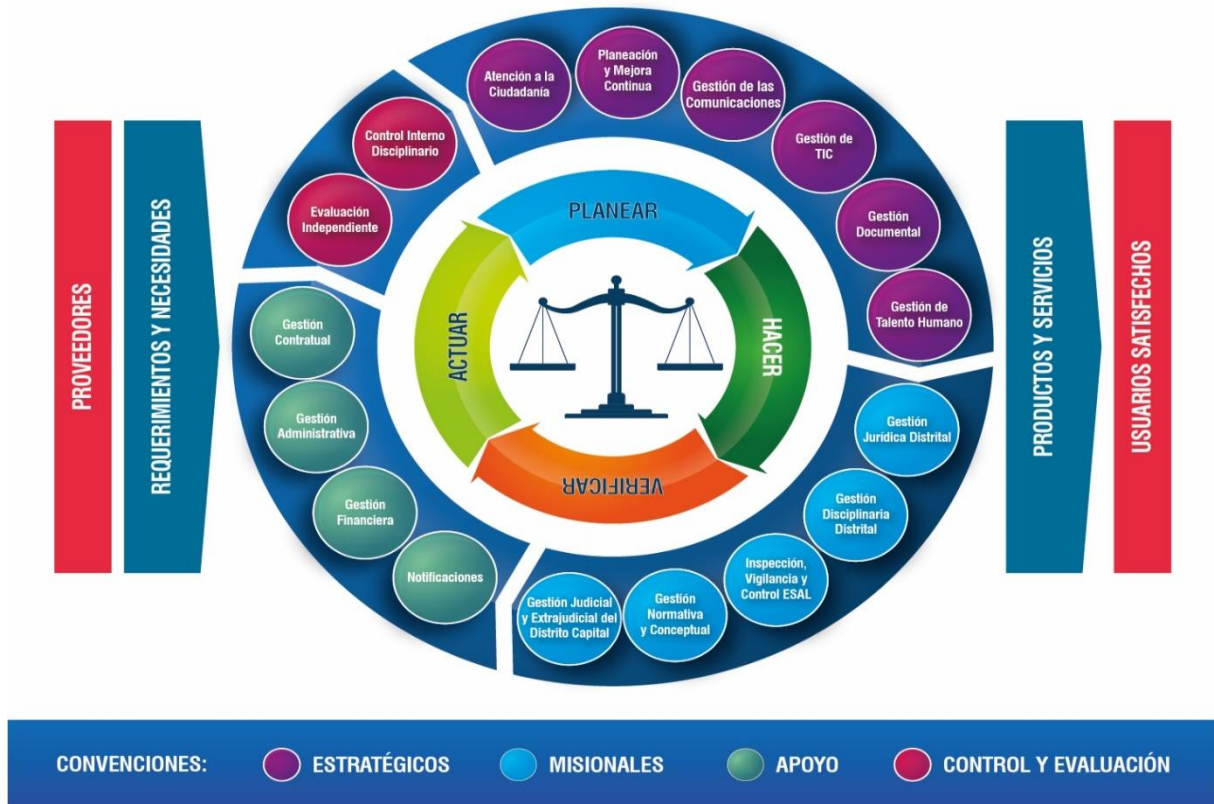 PROVEEDORES
REQUERIMIENTOS Y NECESIDADES
Control Interno
Disciplinario
Evaluación
Independiente
Atención a la
Ciudadanía
Planeación
y Mejora
Continua
Gestión de las
Comunicaciones
Gestión de
TIC
Gestión
Documental
Gestión de
Talento Humano
Gestión
Jurídica Distrital
Gestión
Disciplinaria
Distrital
Inspección,
Vigilancia y
Control ESAL
Gestión
Normativa
y Conceptual
Gestión Judicial
y Extrajudicial del
Distrito Capital
Notificaciones
Gestión
Financiera
Gestión
Administrativa
Gestión
Contractual
PLANEAR
HACER
VERIFICAR
ACTUAR
PRODUCTOS Y SERVICIOS
USUARIOS SATISFECHOS
CONVENCIONES:
ESTRATÉGICOS
MISIONALES
APOYO
CONTROL Y EVALUACIÓN